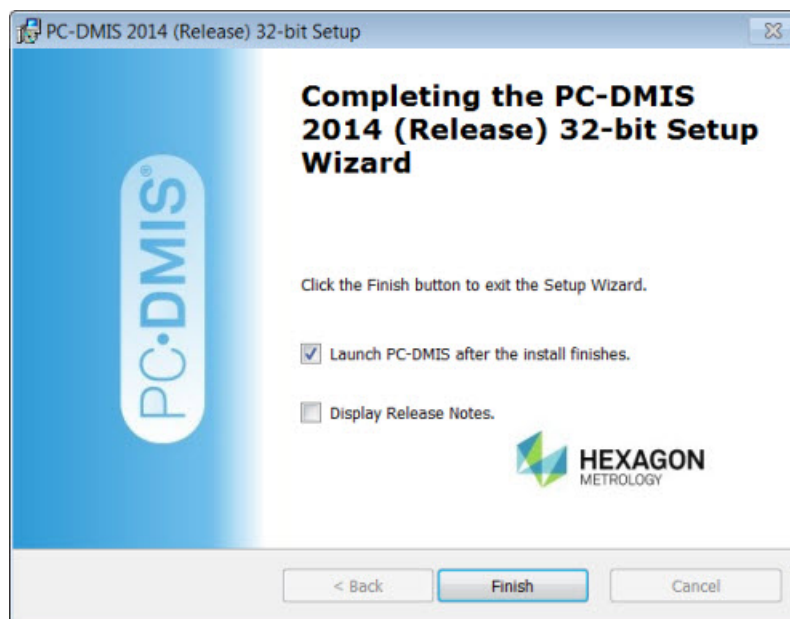 PC-DMIS 2014 (Release) 32-bit Setup
Completing the PC-DMIS
2014 (Release) 32-bit Setup
Wizard
PC•DMIS®
Click the Finish button to exit the Setup Wizard.
Launch PC-DMIS after the install finishes.
Display Release Notes.
HEXAGON
METROLOGY
< Back
Finish
Cancel